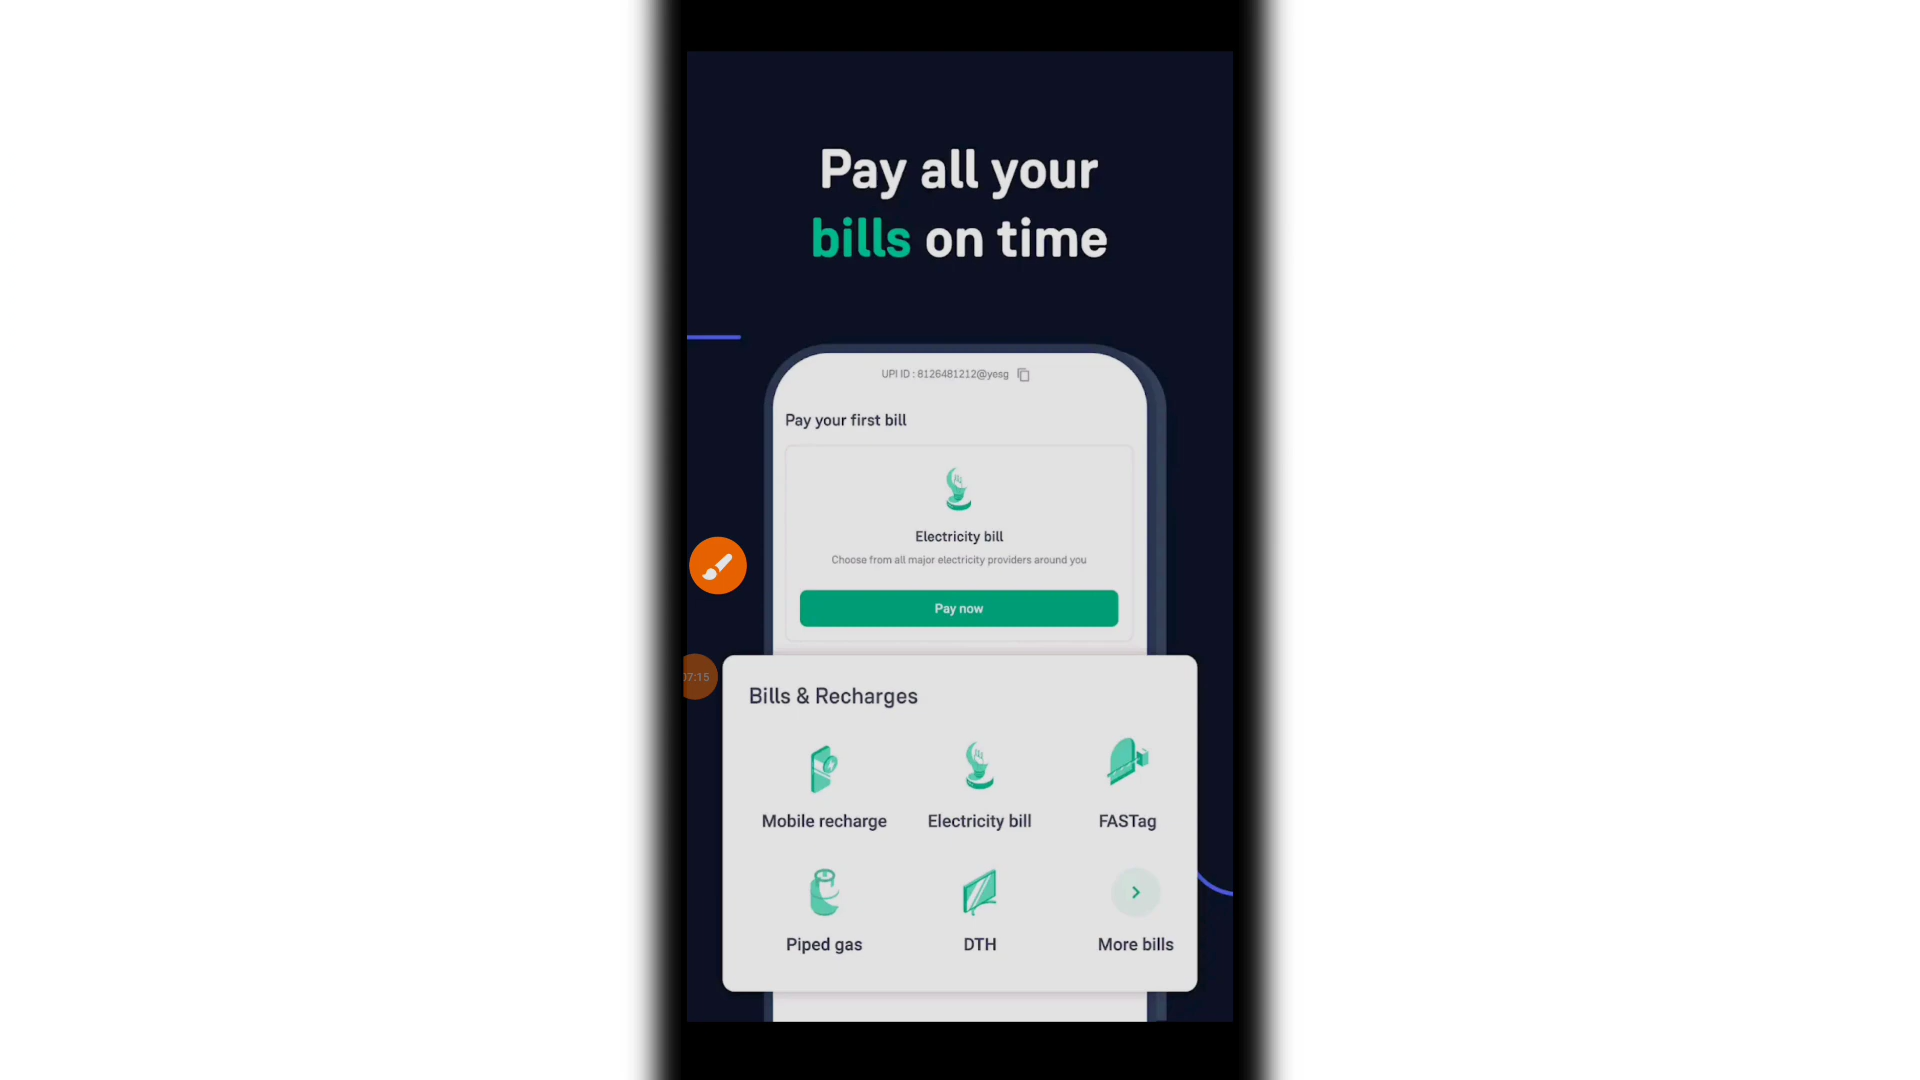 Pay all your
bills on time
UPI ID : 8126481212@yesg
Pay your first bill
Electricity bill
Choose from all major electricity providers around you
Pay now
07:15
Bills & Recharges
Mobile recharge
Electricity bill
FASTag
Piped gas
DTH
More bills